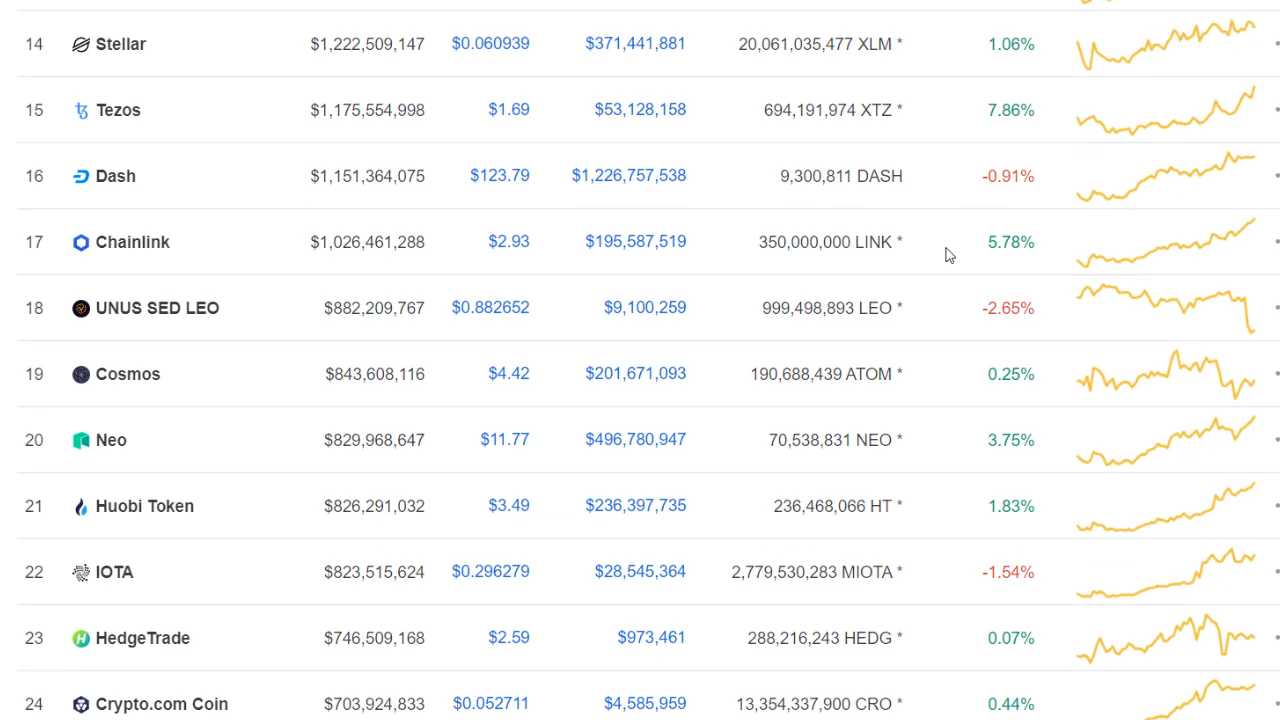 14 Stellar $1,222,509,147 $0.060939 $371,441,881 20,061,035,477 XLM * 1.06%
15 Tezos $1,175,554,998 $1.69 $53,128,158 694,191,974 XTZ * 7.86%
16 Dash $1,151,364,075 $123.79 $1,226,757,538 9,300,811 DASH -0.91%
17 Chainlink $1,026,461,288 $2.93 $195,587,519 350,000,000 LINK * 5.78%
18 UNUS SED LEO $882,209,767 $0.882652 $9,100,259 999,498,893 LEO * -2.65%
19 Cosmos $843,608,116 $4.42 $201,671,093 190,688,439 ATOM * 0.25%
20 Neo $829,968,647 $11.77 $496,780,947 70,538,831 NEO * 3.75%
21 Huobi Token $826,291,032 $3.49 $236,397,735 236,468,066 HT * 1.83%
22 IOTA $823,515,624 $0.296279 $28,545,364 2,779,530,283 MIOTA * -1.54%
23 HedgeTrade $746,509,168 $2.59 $973,461 288,216,243 HEDG * 0.07%
24 Crypto.com Coin $703,924,833 $0.052711 $4,585,959 13,354,337,900 CRO * 0.44%